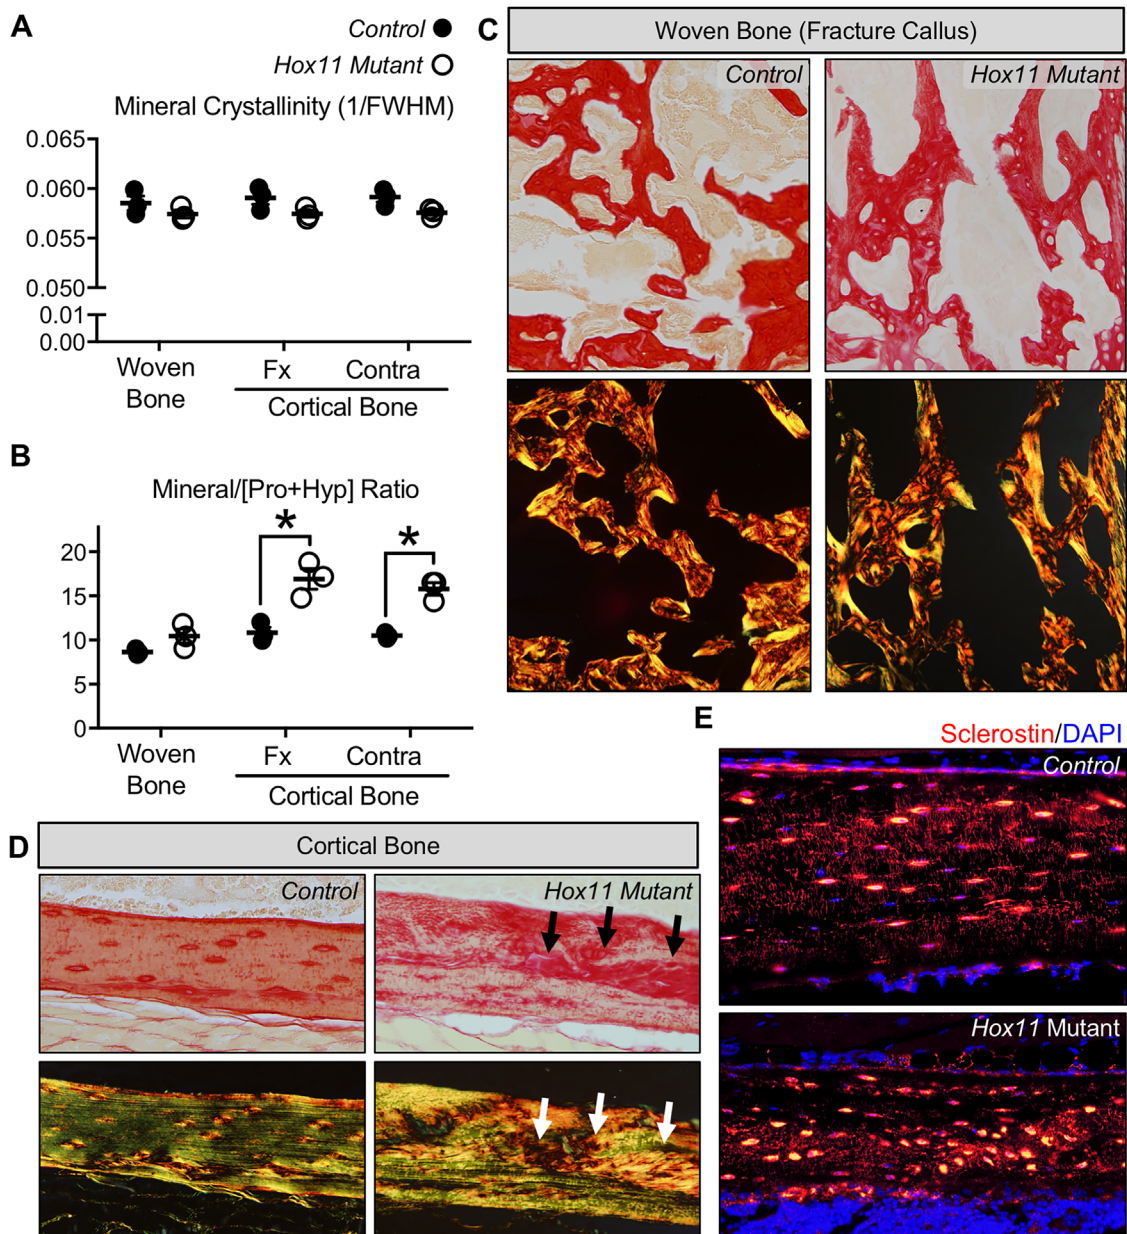 A
Control
Hox11 Mutant
Mineral Crystallinity (1/FWHM)
0.065
0.060
0.055
0.050
0.01
0.00
Woven
Bone
Fx
Contra
Cortical Bone
B
Mineral/[Pro+Hyp] Ratio
*
*
20
15
10
5
0
Woven
Bone
Fx
Contra
Cortical Bone
C
Woven Bone (Fracture Callus)
Control
Hox11 Mutant
D
Cortical Bone
Control
Hox11 Mutant
E
Sclerostin/DAPI
Control
Hox11 Mutant